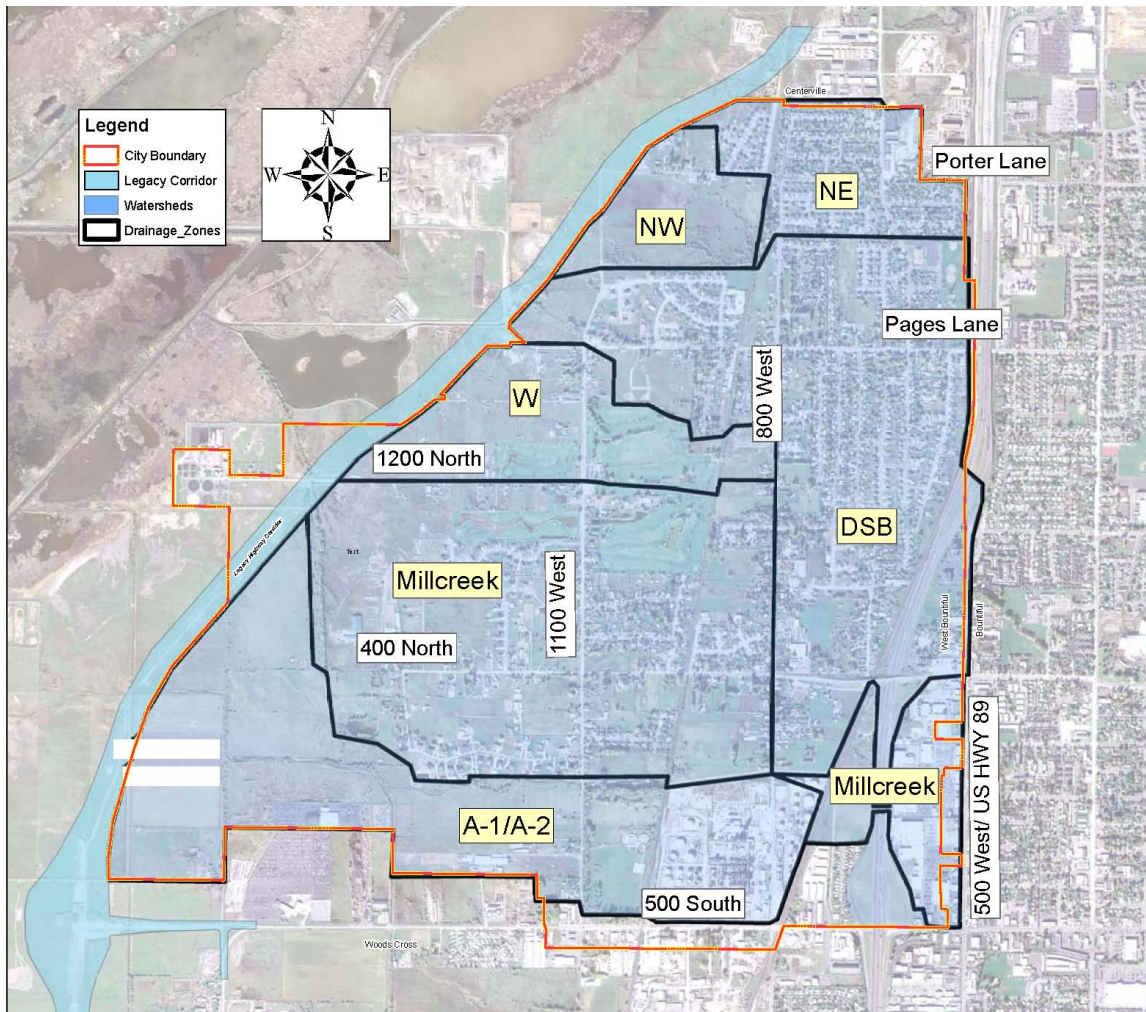 Centerville
Legend
City Boundary
Legacy Corridor
Watersheds
Drainage_Zones
N
W
E
S
Porter Lane
NE
NW
Pages Lane
W
800 West
1200 North
DSB
Legacy Highway Corridor
Text
Millcreek
1100 West
400 North
West Bountiful
Bountiful
Millcreek
500 West/ US HWY 89
A-1/A-2
500 South
Woods Cross